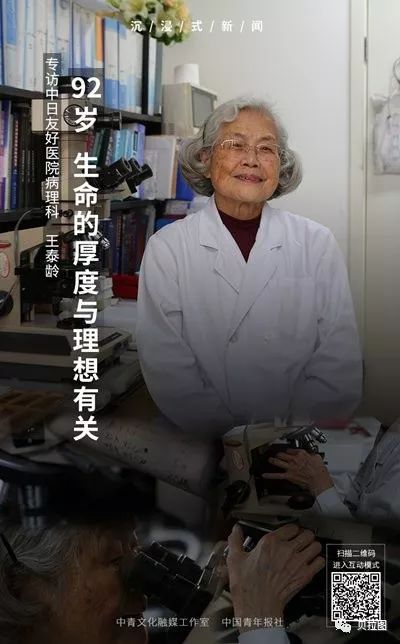 沉/浸/式/新/闻
92岁 生命的厚度与理想有关
专访中日友好医院病理科 王泰龄
扫描二维码
进入互动模式
中青文化融媒工作室 中国青年报社
贝拉图